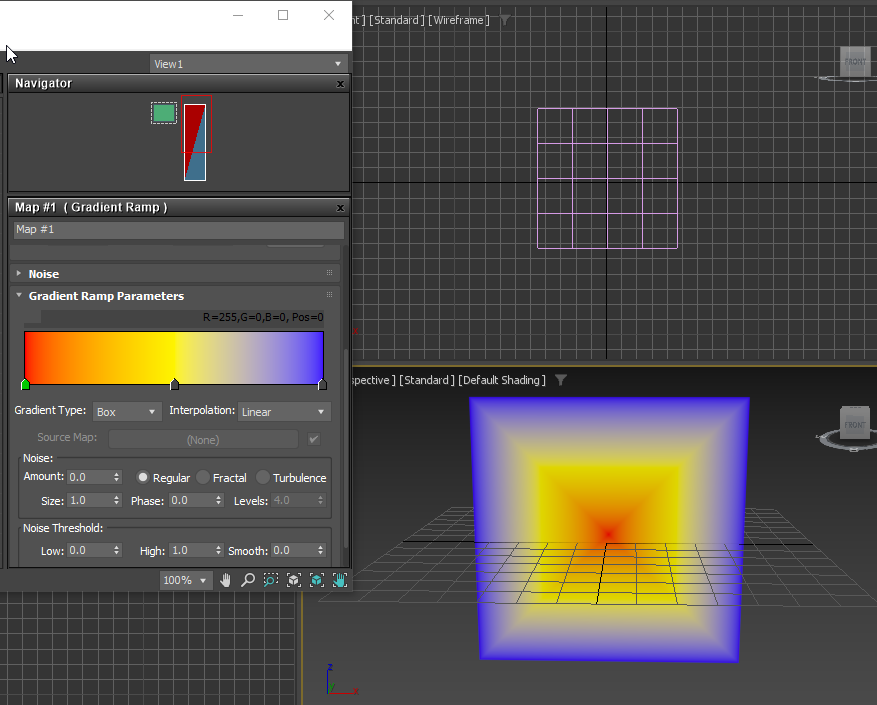 nt ] [Standard ] [Wireframe ]
View1
FRONT
Navigator
x
Map #1 ( Gradient Ramp )
x
Map #1
Noise
Gradient Ramp Parameters
R=255,G=0,B=0, Pos=0
Gradient Type: Box Interpolation: Linear
Source Map: (None)
Noise:
Amount: 0.0 Regular Fractal Turbulence
Size: 1.0 Phase: 0.0 Levels: 4.0
Noise Threshold:
Low: 0.0 High: 1.0 Smooth: 0.0
100%
x
spective ] [Standard ] [Default Shading ]
FRONT
z
y
x